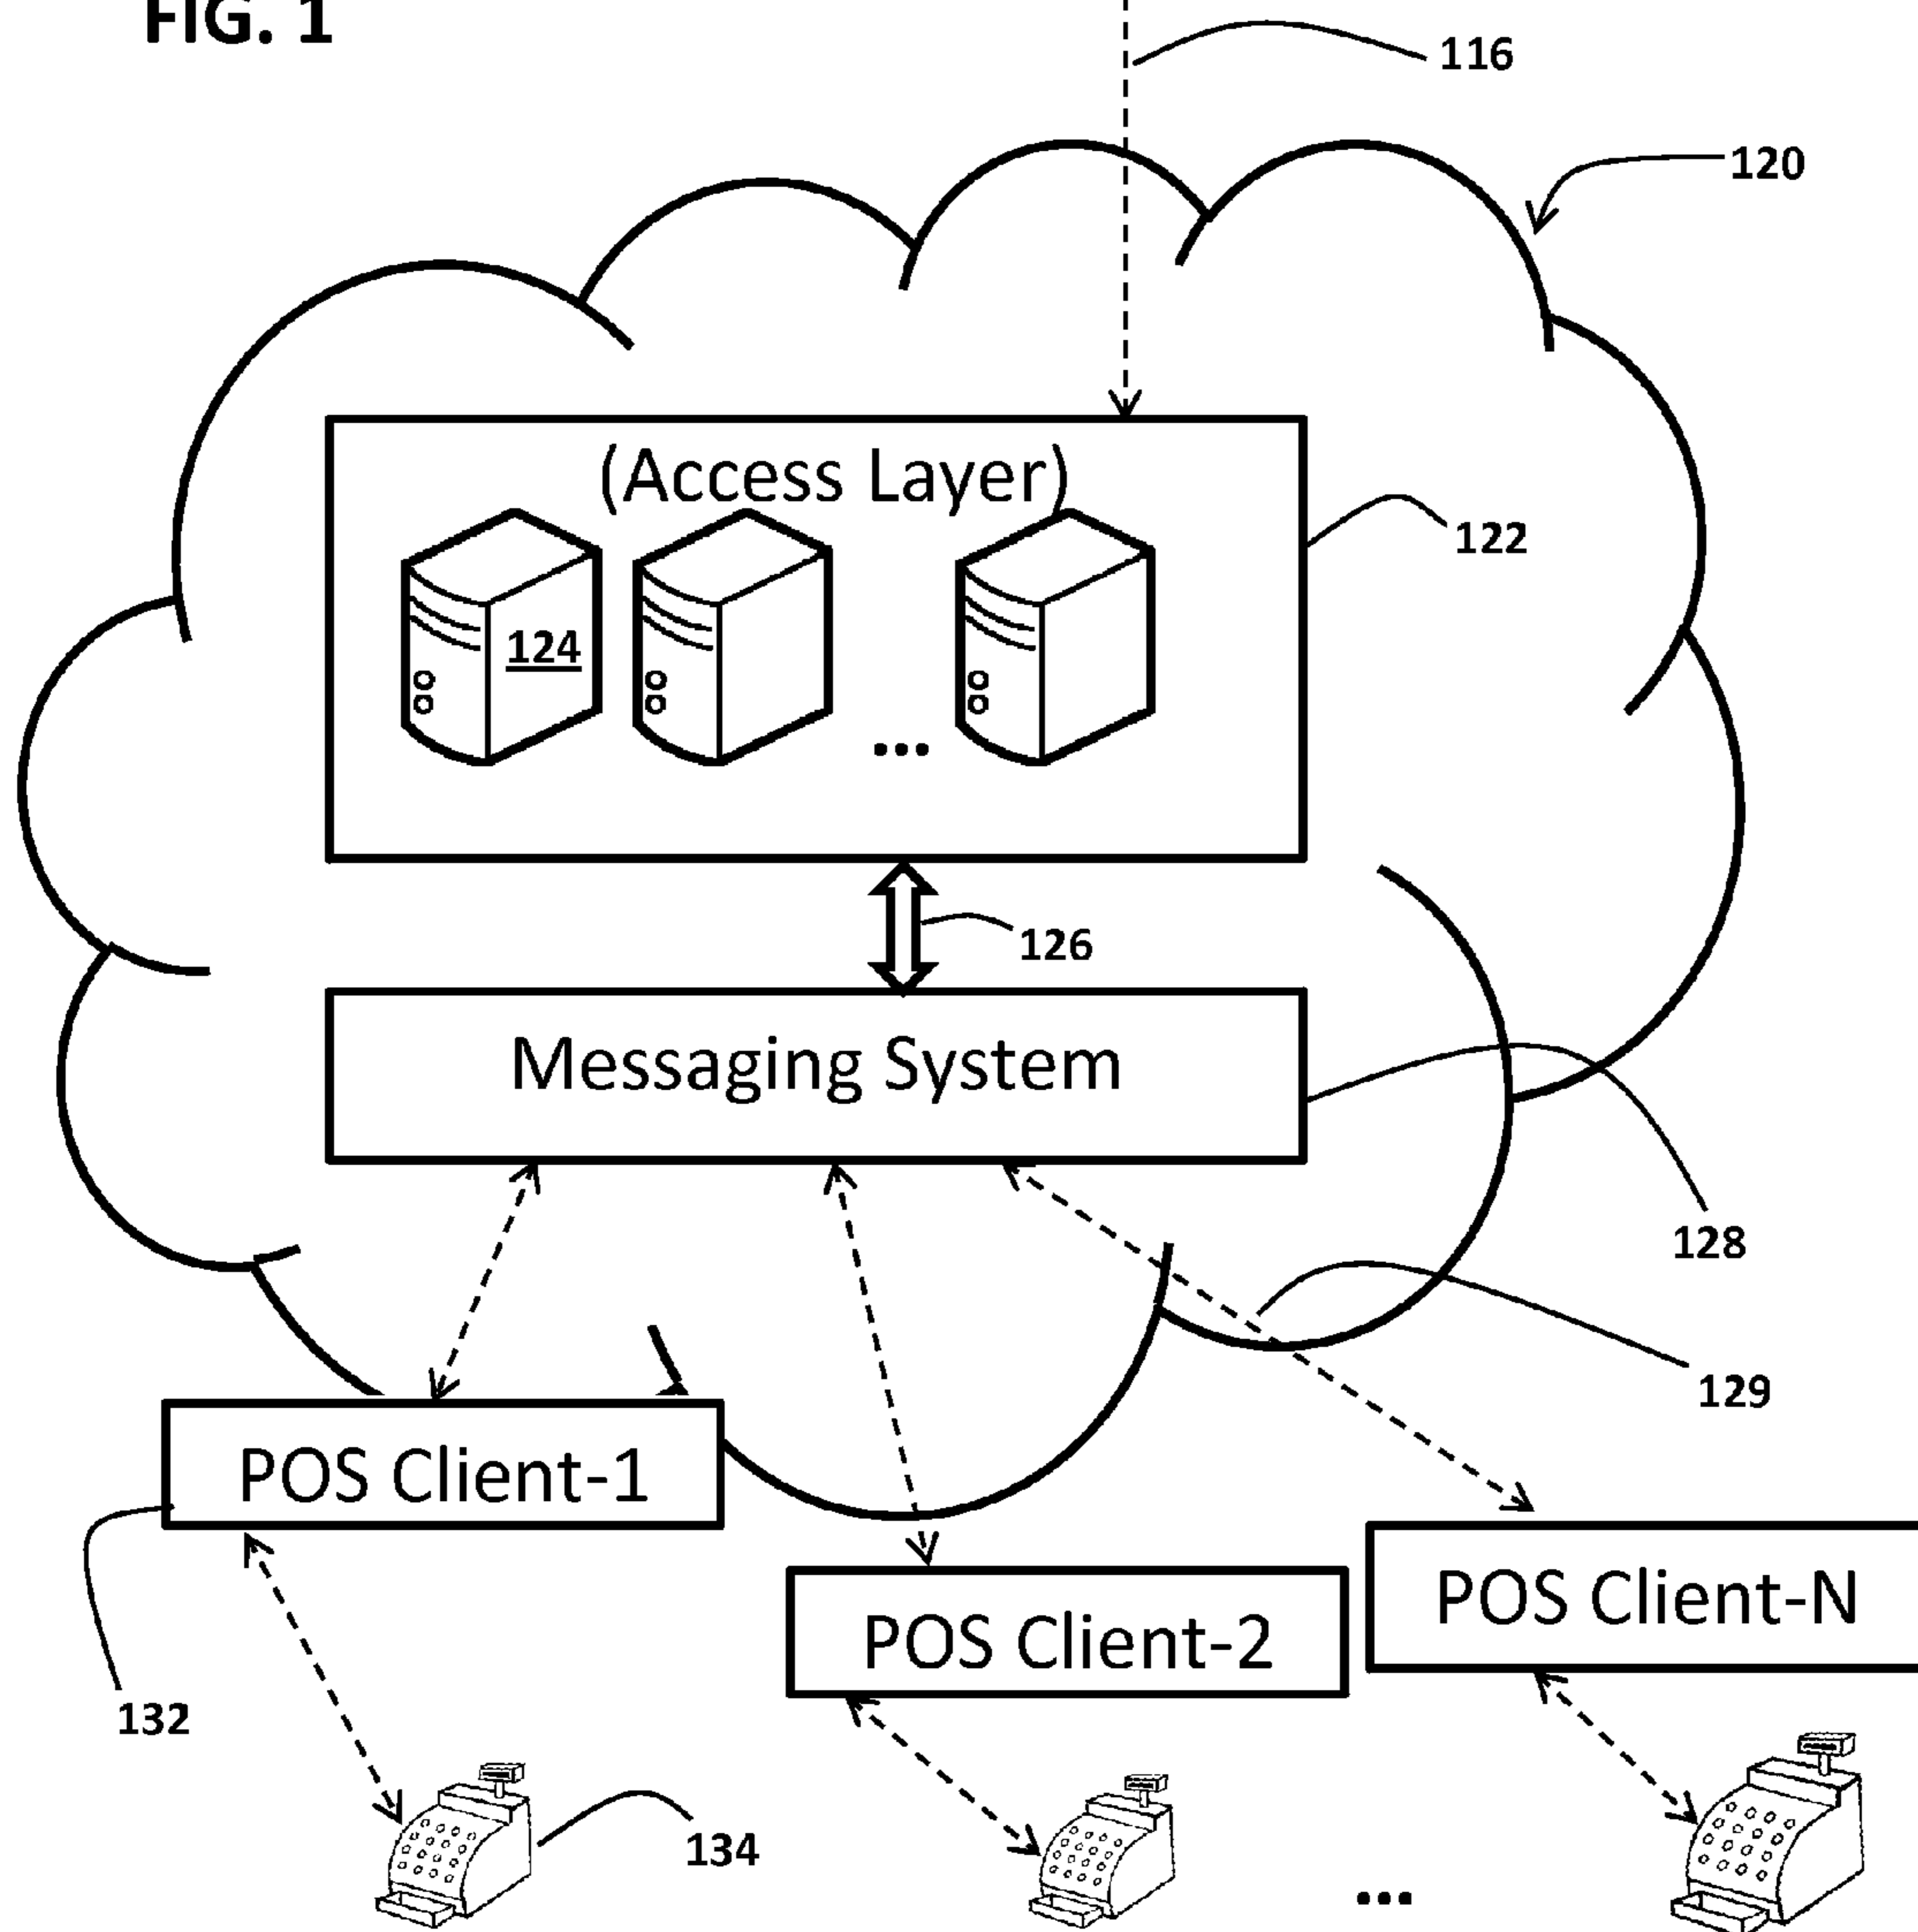 FIG. 1
116
120
(Access Layer)
122
124
...
126
Messaging System
128
129
POS Client-1
POS Client-2
POS Client-N
132
134
...